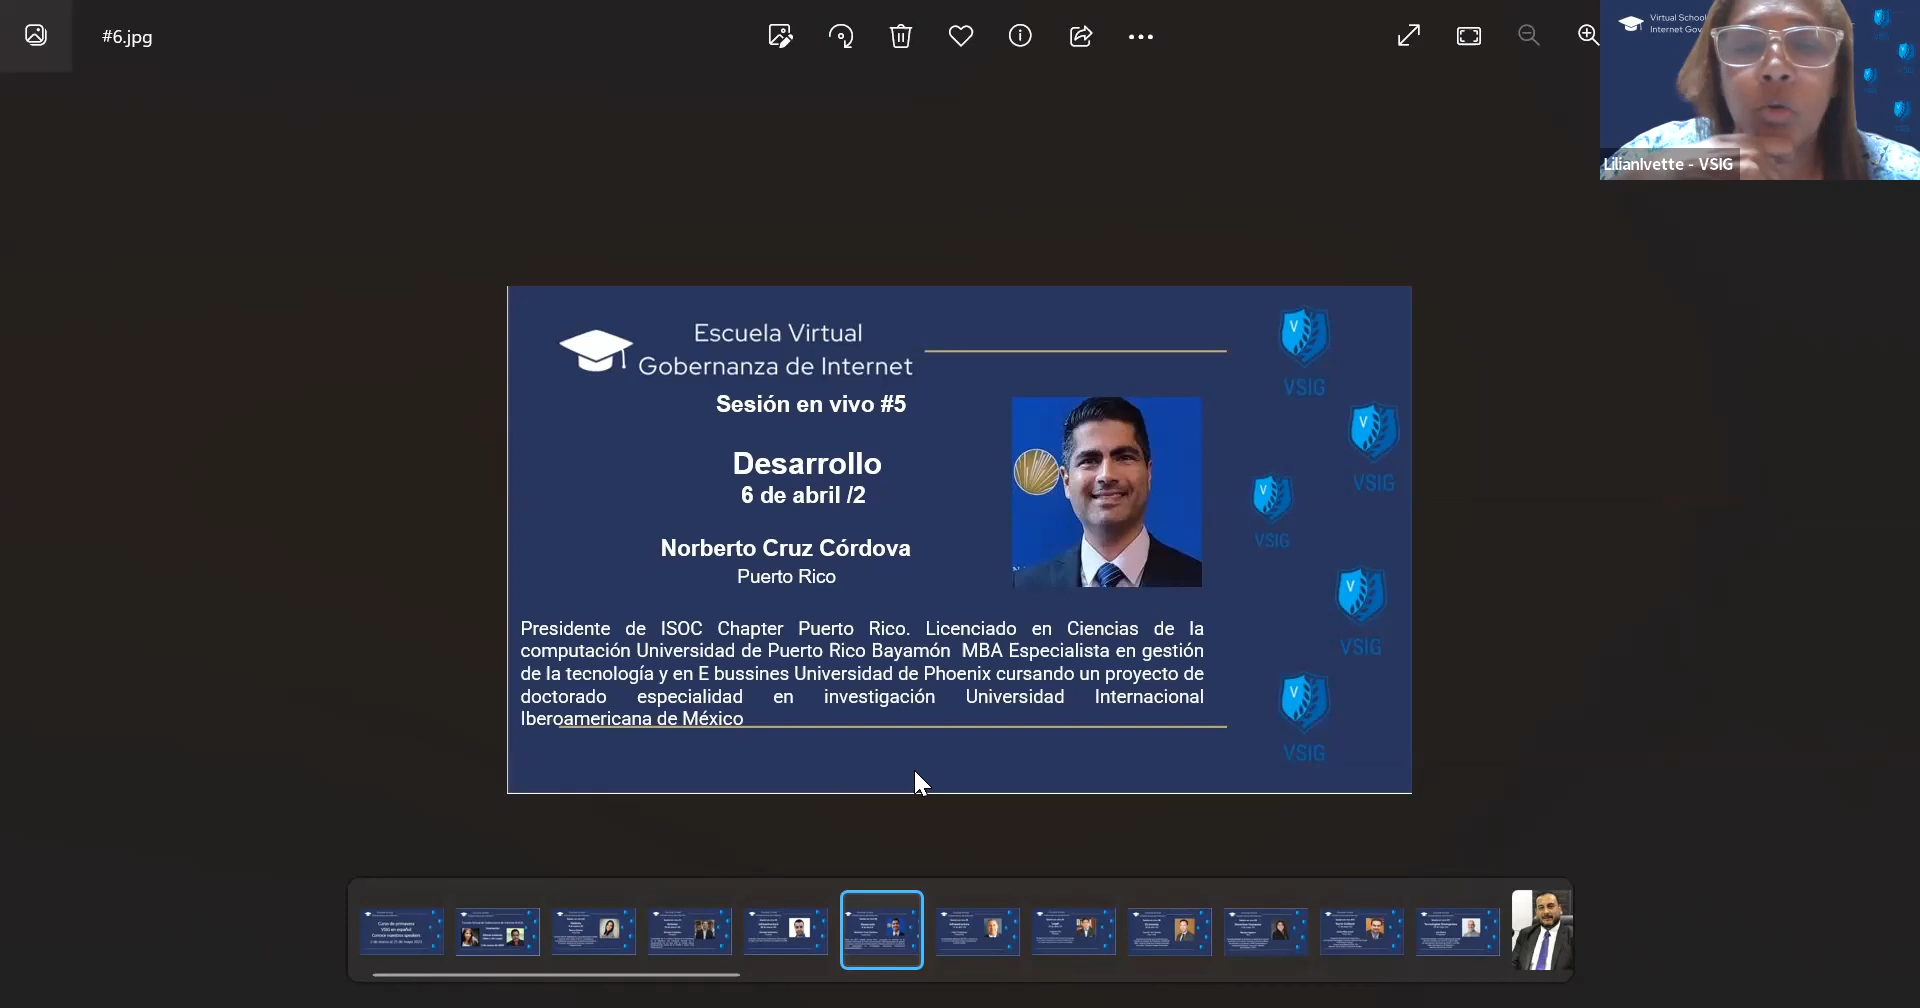 #6.jpg
Virtual School
Internet Gov
LilianIvette - VSIG
Escuela Virtual
Gobernanza de Internet
Sesión en vivo #5
Desarrollo
6 de abril /2
Norberto Cruz Córdova
Puerto Rico
Presidente de ISOC Chapter Puerto Rico. Licenciado en Ciencias de la
computación Universidad de Puerto Rico Bayamón MBA Especialista en gestión
de la tecnología y en E bussines Universidad de Phoenix cursando un proyecto de
doctorado especialidad en investigación Universidad Internacional
Iberoamericana de México
V
VSIG
V
VSIG
V
VSIG
V
VSIG
V
VSIG